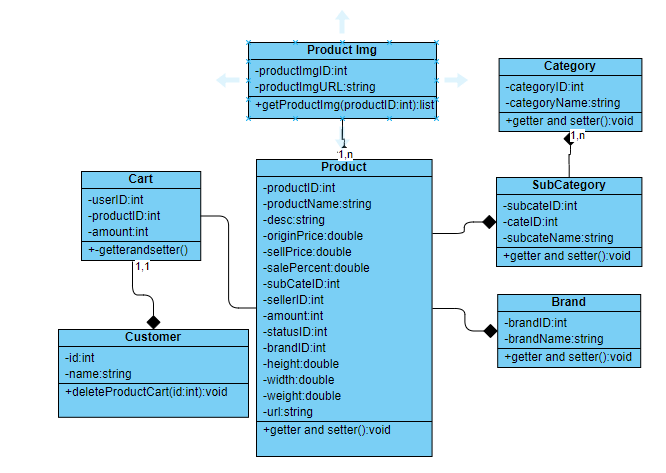 Product Img
-productImgID:int
-productImgURL:string
+getProductImg(productID:int):list
Category
-categoryID:int
-categoryName:string
+getter and setter():void
1,n
1,n
Product
-productID:int
-productName:string
-desc:string
-originPrice:double
-sellPrice:double
-salePercent:double
-subCateID:int
-sellerID:int
-amount:int
-statusID:int
-brandID:int
-height:double
-width:double
-weight:double
-url:string
+getter and setter():void
Cart
-userID:int
-productID:int
-amount:int
+-getterandsetter()
1,1
SubCategory
-subcateID:int
-cateID:int
-subcateName:string
+getter and setter():void
Brand
-brandID:int
-brandName:string
+getter and setter():void
Customer
-id:int
-name:string
+deleteProductCart(id:int):void